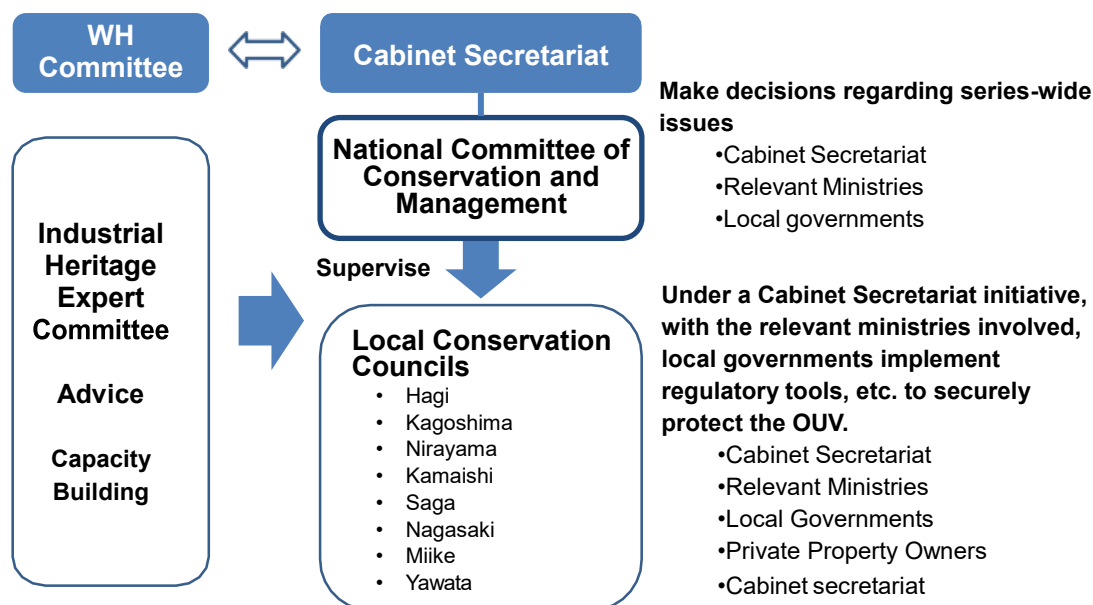 WH
Committee
Cabinet Secretariat
National Committee of
Conservation and
Management
Make decisions regarding series-wide
issues
•Cabinet Secretariat
•Relevant Ministries
•Local governments
Industrial
Heritage
Expert
Committee
Advice
Capacity
Building
Supervise
Local Conservation
Councils
• Hagi
• Kagoshima
• Nirayama
• Kamaishi
• Saga
• Nagasaki
• Miike
• Yawata
Under a Cabinet Secretariat initiative,
with the relevant ministries involved,
local governments implement
regulatory tools, etc. to securely
protect the OUV.
•Cabinet Secretariat
•Relevant Ministries
•Local Governments
•Private Property Owners
•Cabinet secretariat